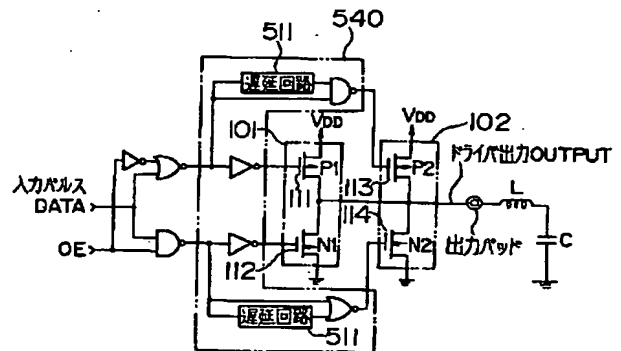 540
511
遅延回路
101
VDD
VDD
102
ドライバ出力OUTPUT
P1
111
113
P2
入力パルス
DATA
L
OE
114
出力パッド
C
112
N1
N2
遅延回路
511